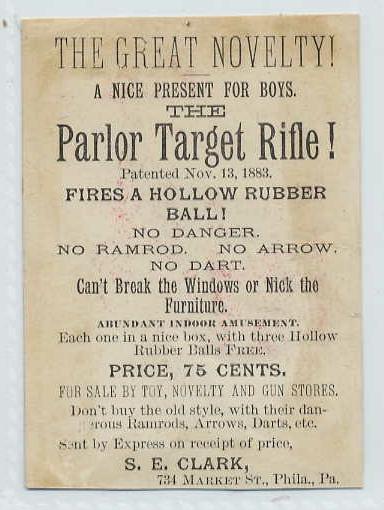 THE GREAT NOVELTY!
A NICE PRESENT FOR BOYS.
THE
Parlor Target Rifle!
Patented Nov. 13, 1883.
FIRES A HOLLOW RUBBER
BALL!
NO DANGER.
NO RAMROD. NO ARROW.
NO DART.
Can't Break the Windows or Nick the
Furniture.
ABUNDANT INDOOR AMUSEMENT.
Each one in a nice box, with three Hollow
Rubber Balls FREE.
PRICE, 75 CENTS.
FOR SALE BY TOY, NOVELTY AND GUN STORES.
Don't buy the old style, with their dan-
gerous Ramrods, Arrows, Darts, etc.
Sent by Express on receipt of price,
S. E. CLARK,
734 MARKET ST., Phila., Pa.